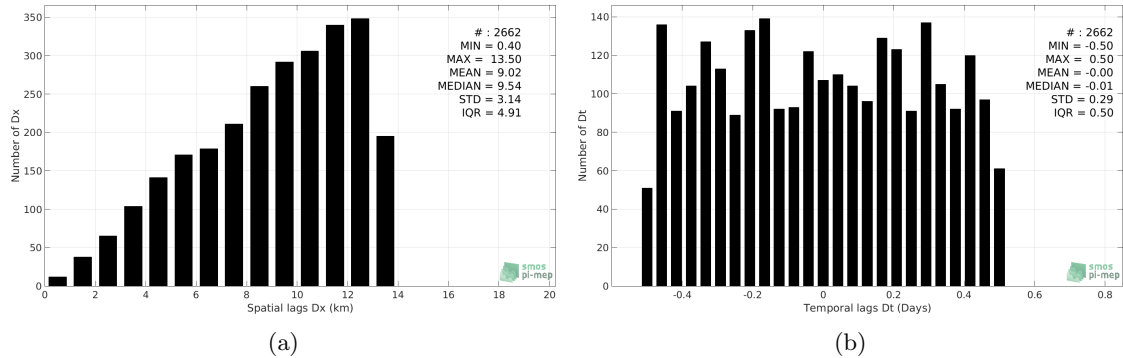 350
300
250
200
150
100
50
0
Number of Dx
# : 2662
MIN = 0.40
MAX = 13.50
MEAN = 9.02
MEDIAN = 9.54
STD = 3.14
IQR = 4.91
smos
pi-mep
0 2 4 6 8 10 12 14 16 18 20
Spatial lags Dx (km)
(a)
140
120
100
80
60
40
20
0
Number of Dt
# : 2662
MIN = -0.50
MAX = 0.50
MEAN = -0.00
MEDIAN = -0.01
STD = 0.29
IQR = 0.50
smos
pi-mep
-0.4 -0.2 0 0.2 0.4 0.6 0.8
Temporal lags Dt (Days)
(b)